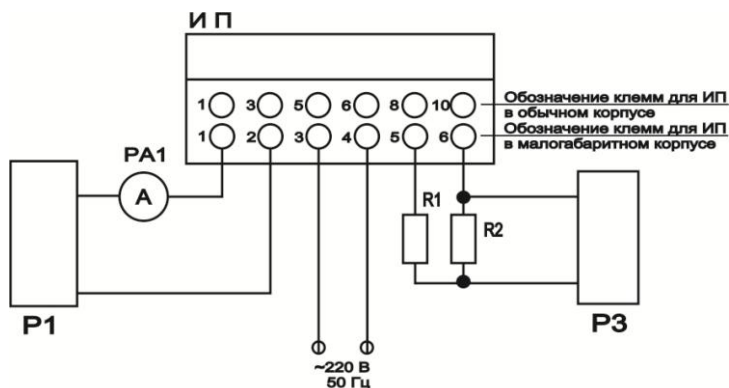 И П
1 3 5 6 8 10
Обозначение клемм для ИП
в обычном корпусе
1 2 3 4 5 6
Обозначение клемм для ИП
в малогабаритном корпусе
PA1
A
R1
R2
P1
P3
~220 В
50 Гц